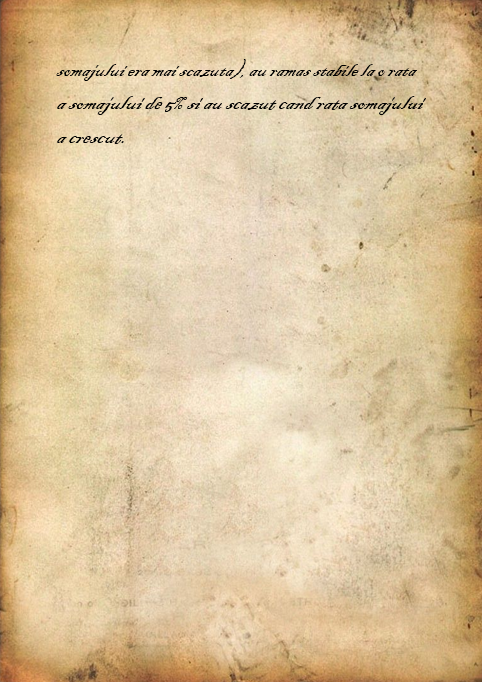 somajului era mai scazuta), au ramas stabile la o rata
a somajului de 5% si au scazut cand rata somajului
a crescut.